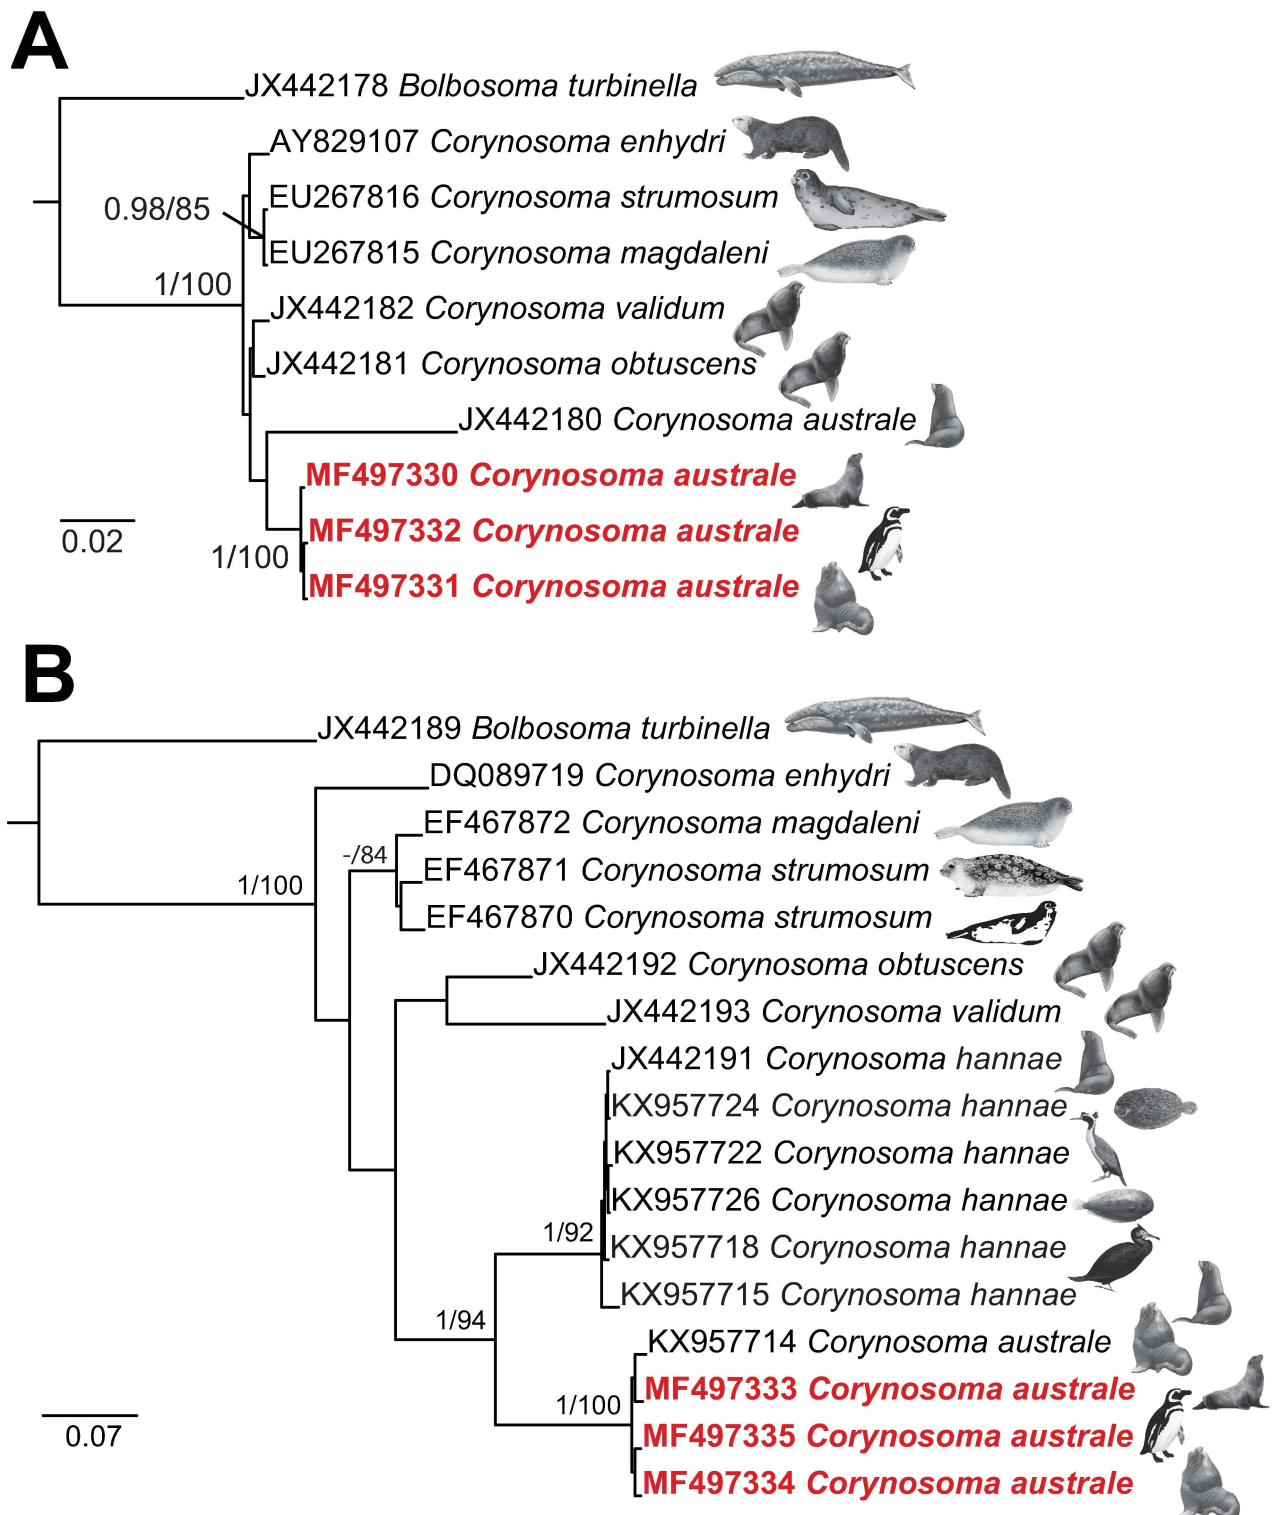 A
JX442178 Bolbosoma turbinella
AY829107 Corynosoma enhydri
EU267816 Corynosoma strumosum
0.98/85
EU267815 Corynosoma magdaleni
1/100
JX442182 Corynosoma validum
JX442181 Corynosoma obtuscens
JX442180 Corynosoma australe
MF497330 Corynosoma australe
MF497332 Corynosoma australe
0.02
1/100
MF497331 Corynosoma australe
B
JX442189 Bolbosoma turbinella
DQ089719 Corynosoma enhydri
EF467872 Corynosoma magdaleni
-/84
EF467871 Corynosoma strumosum
1/100
EF467870 Corynosoma strumosum
JX442192 Corynosoma obtuscens
JX442193 Corynosoma validum
JX442191 Corynosoma hannae
KX957724 Corynosoma hannae
KX957722 Corynosoma hannae
KX957726 Corynosoma hannae
1/92
KX957718 Corynosoma hannae
KX957715 Corynosoma hannae
1/94
KX957714 Corynosoma australe
MF497333 Corynosoma australe
1/100
MF497335 Corynosoma australe
0.07
MF497334 Corynosoma australe